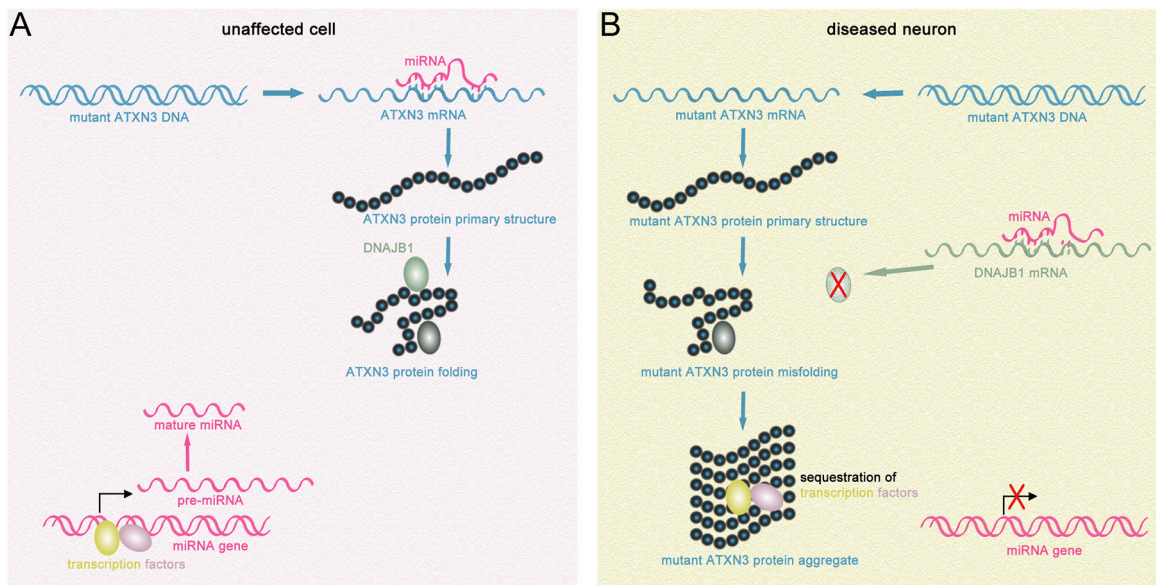 A
unaffected cell
miRNA
mutant ATXN3 DNA
ATXN3 mRNA
ATXN3 protein primary structure
DNAJB1
ATXN3 protein folding
mature miRNA
pre-miRNA
miRNA gene
transcription factors
B
diseased neuron
mutant ATXN3 mRNA
mutant ATXN3 DNA
mutant ATXN3 protein primary structure
miRNA
DNAJB1 mRNA
X
mutant ATXN3 protein misfolding
sequestration of
transcription factors
X
miRNA gene
mutant ATXN3 protein aggregate